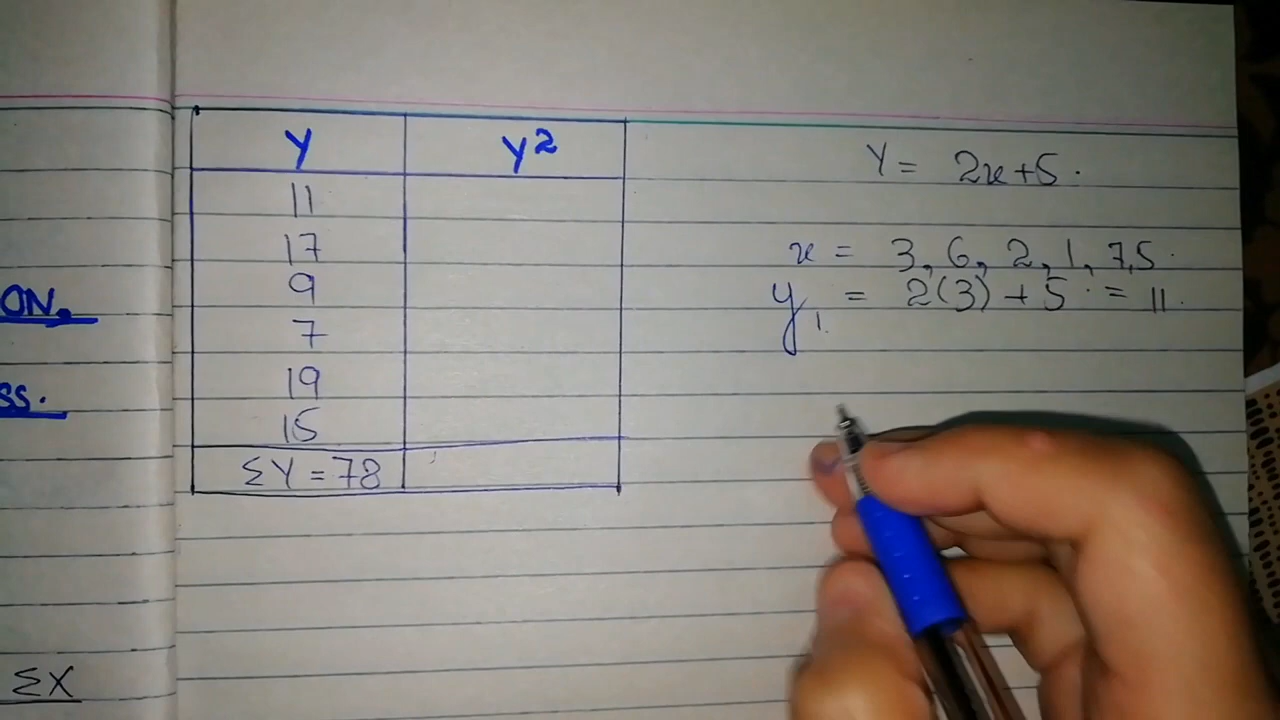 Y Y²
11
17
9
7
19
15
ΣY = 78
Y = 2x+5.
x = 3, 6, 2, 1, 7,5.
y₁. = 2(3) + 5 = 11.
ON.
SS.
ΣX